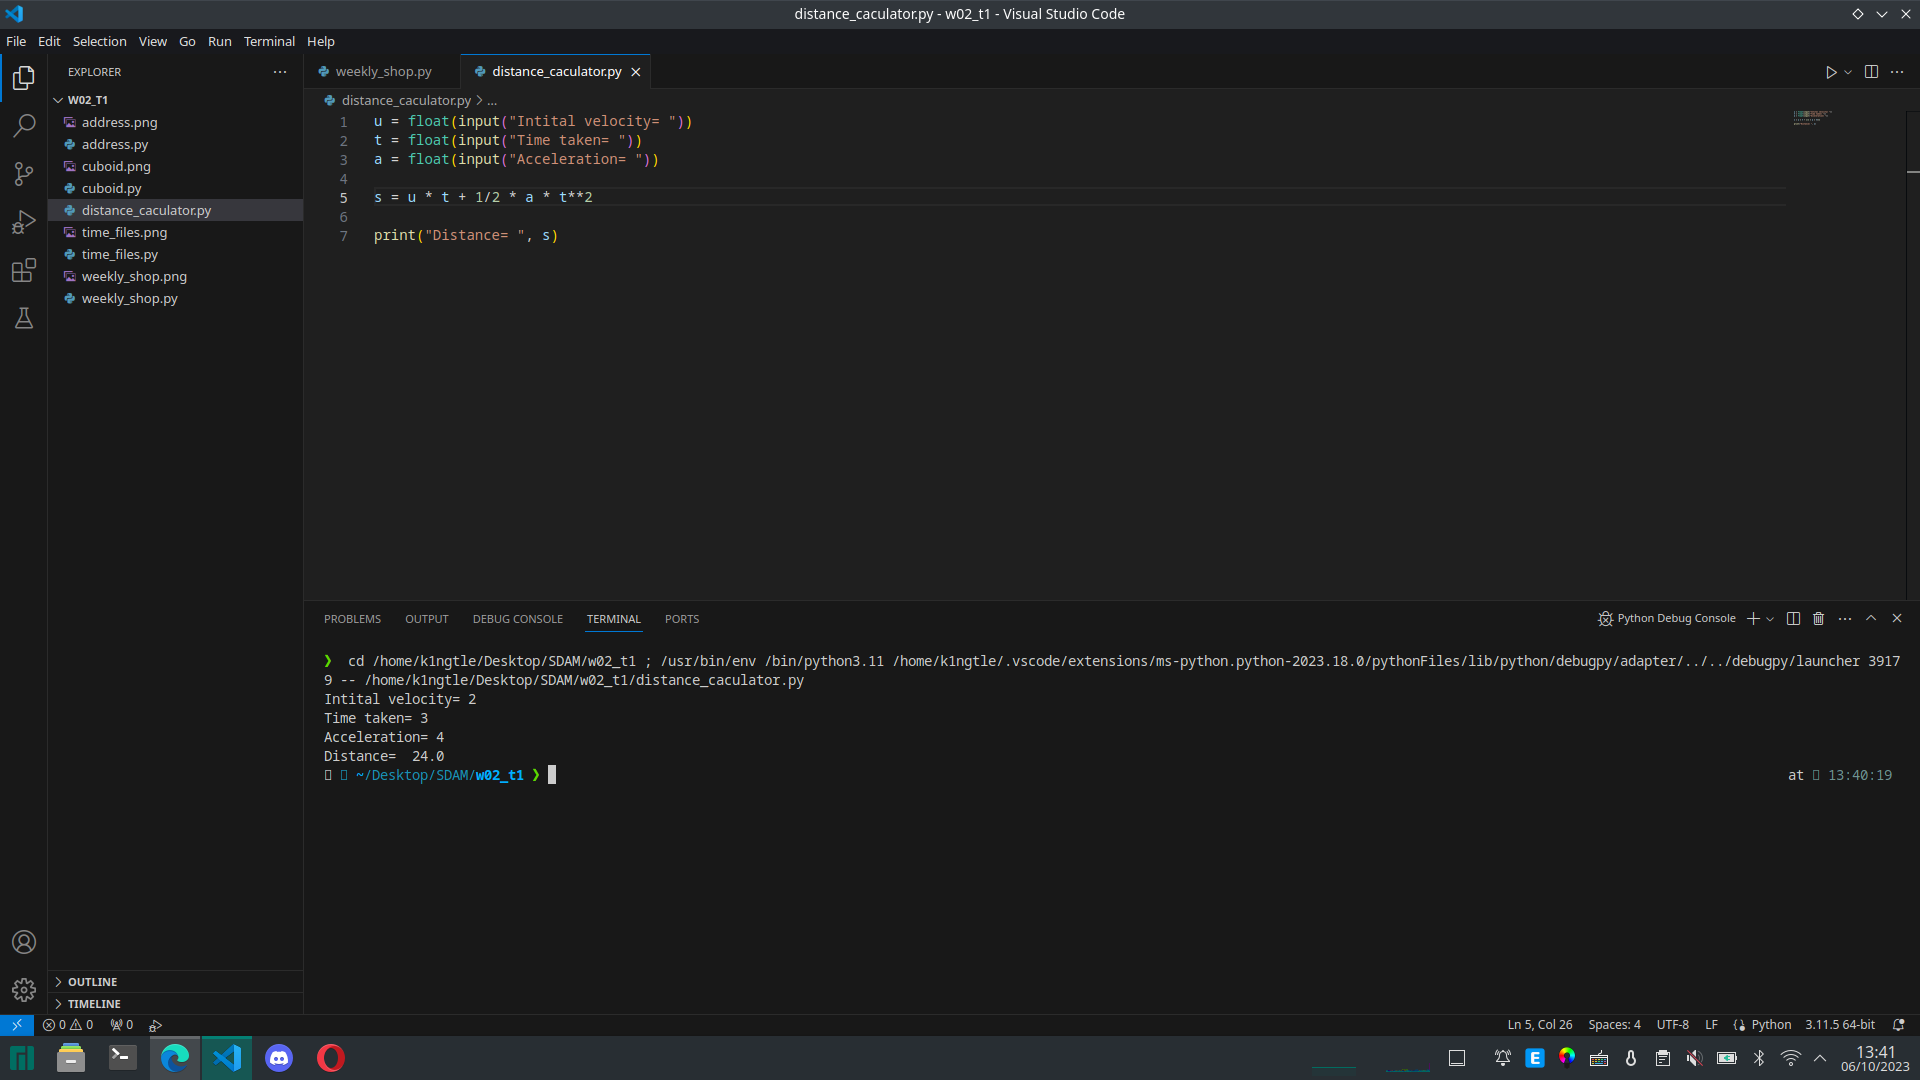 distance_caculator.py - w02_t1 - Visual Studio Code
File Edit Selection View Go Run Terminal Help
EXPLORER
W02_T1
address.png
address.py
cuboid.png
cuboid.py
distance_caculator.py
time_files.png
time_files.py
weekly_shop.png
weekly_shop.py
OUTLINE
TIMELINE
weekly_shop.py distance_caculator.py
distance_caculator.py > ...
1 u = float(input("Intital velocity= "))
2 t = float(input("Time taken= "))
3 a = float(input("Acceleration= "))
4
5 s = u * t + 1/2 * a * t**2
6
7 print("Distance= ", s)
PROBLEMS OUTPUT DEBUG CONSOLE TERMINAL PORTS Python Debug Console
❯ cd /home/k1ngtle/Desktop/SDAM/w02_t1 ; /usr/bin/env /bin/python3.11 /home/k1ngtle/.vscode/extensions/ms-python.python-2023.18.0/pythonFiles/lib/python/debugpy/adapter/../../debugpy/launcher 3917
9 -- /home/k1ngtle/Desktop/SDAM/w02_t1/distance_caculator.py
Intital velocity= 2
Time taken= 3
Acceleration= 4
Distance=  24.0
~/Desktop/SDAM/w02_t1 ❯ at 13:40:19
0 0 0 Ln 5, Col 26 Spaces: 4 UTF-8 LF Python 3.11.5 64-bit
E 13:41
06/10/2023